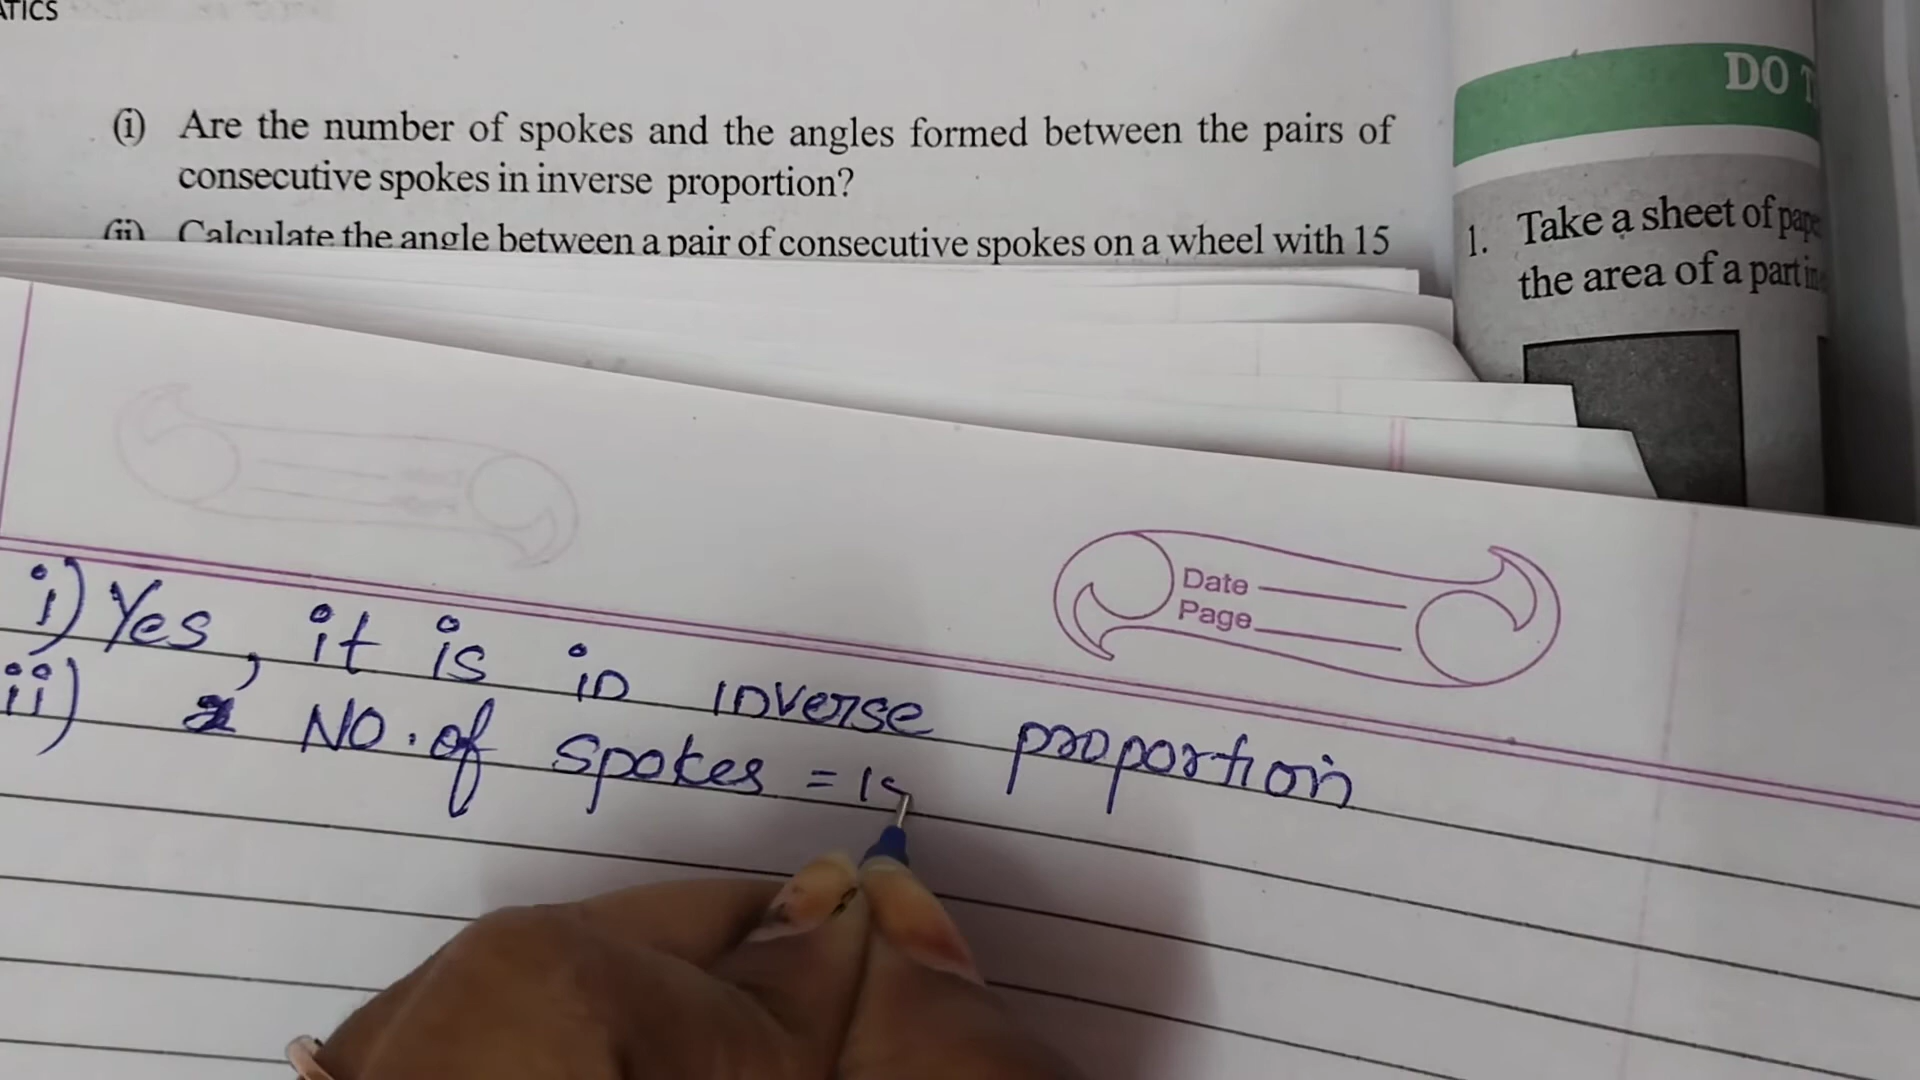 ATICS
(i) Are the number of spokes and the angles formed between the pairs of
consecutive spokes in inverse proportion?
(ii) Calculate the angle between a pair of consecutive spokes on a wheel with 15
DO T
1. Take a sheet of pape
the area of a part in
Date
Page
i) Yes, it is in inverse proportion
ii) No. of spokes = 15